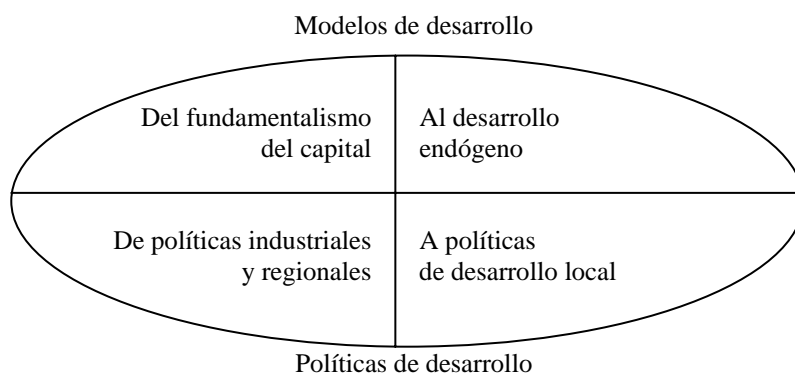 Modelos de desarrollo
Del fundamentalismo
del capital
Al desarrollo
endógeno
De políticas industriales
y regionales
A políticas
de desarrollo local
Políticas de desarrollo